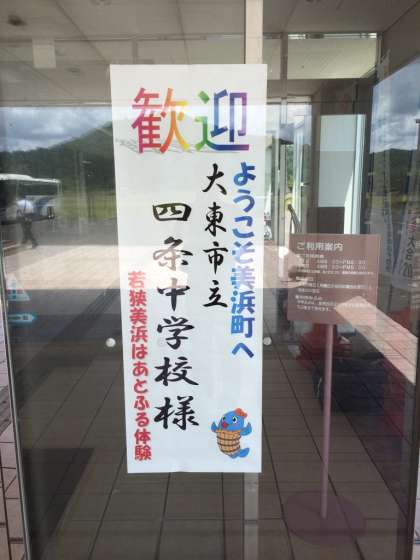 歓迎
ようこそ美浜町へ
大東市立
四条中学校様
若狭美浜はあとふる体験
ご利用案内